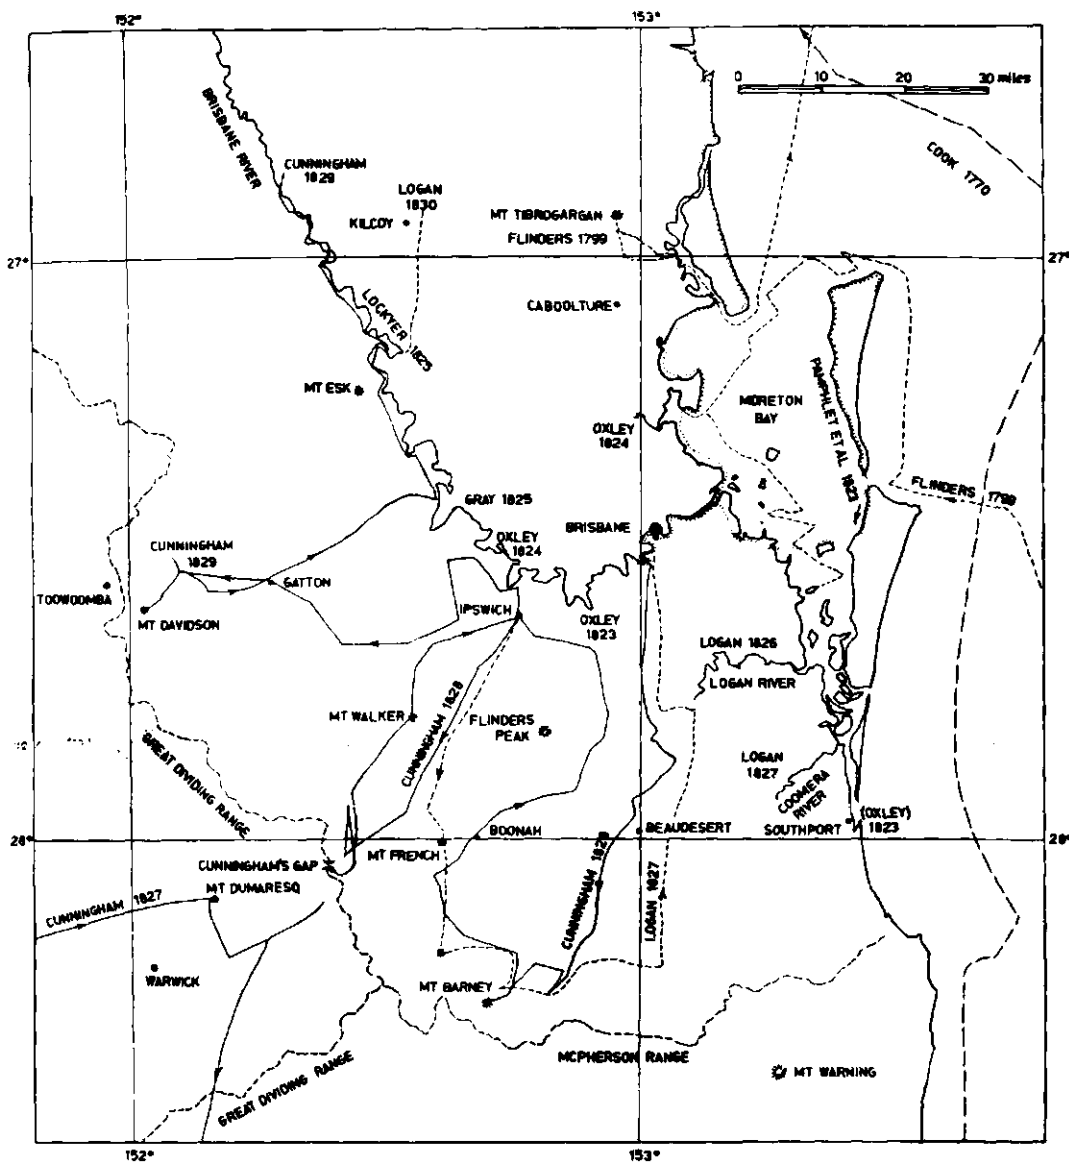 152°
153°
0 10 20 30 miles
BRISBANE RIVER
COOK 1770
CUNNINGHAM
1829
LOGAN
1830
KILCOY
MT TIBROGARGAN
FLINDERS 1799
27°
27°
CABOOLTURE
LOCKYER 1825
MT ESK
MORETON
BAY
PAMPHLET ET AL 1823
OXLEY
1824
FLINDERS 1799
GRAY 1825
BRISBANE
OXLEY
1824
CUNNINGHAM
1829
GATTON
TOOWOOMBA
MT DAVIDSON
IPSWICH
OXLEY
1823
LOGAN 1826
LOGAN RIVER
MT WALKER
CUNNINGHAM 1828
FLINDERS
PEAK
GREAT DIVIDING RANGE
LOGAN
1827
COOMERA
RIVER
(OXLEY)
1823
SOUTHPORT
BEAUDESERT
BOONAH
28°
28°
MT FRENCH
CUNNINGHAM'S GAP
MT DUMARESQ
CUNNINGHAM 1827
CUNNINGHAM 1828
LOGAN 1827
WARWICK
MT BARNEY
MCPHERSON RANGE
GREAT DIVIDING RANGE
MT WARNING
152°
153°